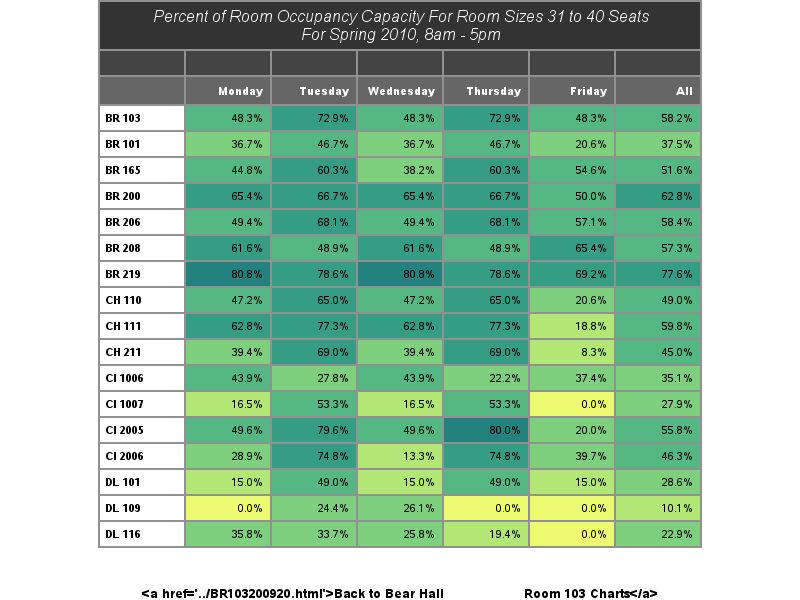 Percent of Room Occupancy Capacity For Room Sizes 31 to 40 Seats
For Spring 2010, 8am - 5pm
Monday Tuesday Wednesday Thursday Friday All
BR 103 48.3% 72.9% 48.3% 72.9% 48.3% 58.2%
BR 101 36.7% 46.7% 36.7% 46.7% 20.6% 37.5%
BR 165 44.8% 60.3% 38.2% 60.3% 54.6% 51.6%
BR 200 65.4% 66.7% 65.4% 66.7% 50.0% 62.8%
BR 206 49.4% 68.1% 49.4% 68.1% 57.1% 58.4%
BR 208 61.6% 48.9% 61.6% 48.9% 65.4% 57.3%
BR 219 80.8% 78.6% 80.8% 78.6% 69.2% 77.6%
CH 110 47.2% 65.0% 47.2% 65.0% 20.6% 49.0%
CH 111 62.8% 77.3% 62.8% 77.3% 18.8% 59.8%
CH 211 39.4% 69.0% 39.4% 69.0% 8.3% 45.0%
CI 1006 43.9% 27.8% 43.9% 22.2% 37.4% 35.1%
CI 1007 16.5% 53.3% 16.5% 53.3% 0.0% 27.9%
CI 2005 49.6% 79.6% 49.6% 80.0% 20.0% 55.8%
CI 2006 28.9% 74.8% 13.3% 74.8% 39.7% 46.3%
DL 101 15.0% 49.0% 15.0% 49.0% 15.0% 28.6%
DL 109 0.0% 24.4% 26.1% 0.0% 0.0% 10.1%
DL 116 35.8% 33.7% 25.8% 19.4% 0.0% 22.9%
<a href='../BR103200920.html'>Back to Bear Hall Room 103 Charts</a>